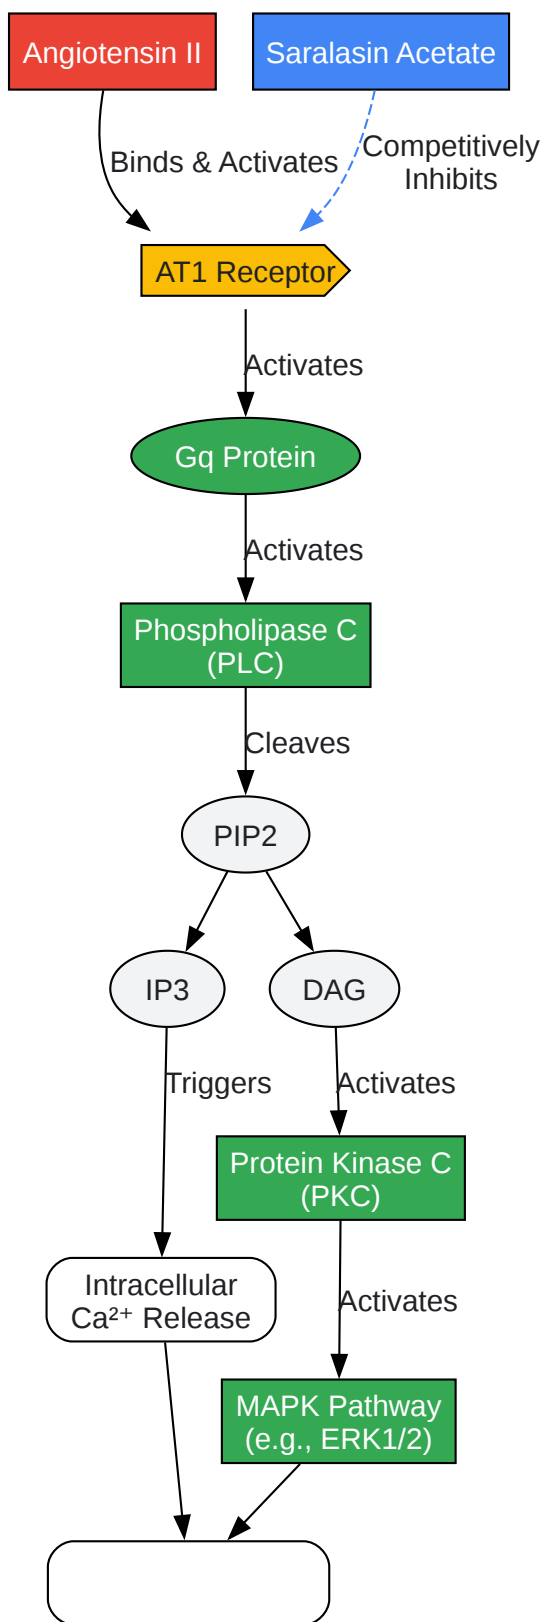 Angiotensin II
Saralasin Acetate
Binds & Activates
Competitively
Inhibits
AT1 Receptor
Activates
Gq Protein
Activates
Phospholipase C
(PLC)
Cleaves
PIP2
IP3
DAG
Triggers
Activates
Protein Kinase C
(PKC)
Intracellular
Ca²⁺ Release
Activates
MAPK Pathway
(e.g., ERK1/2)